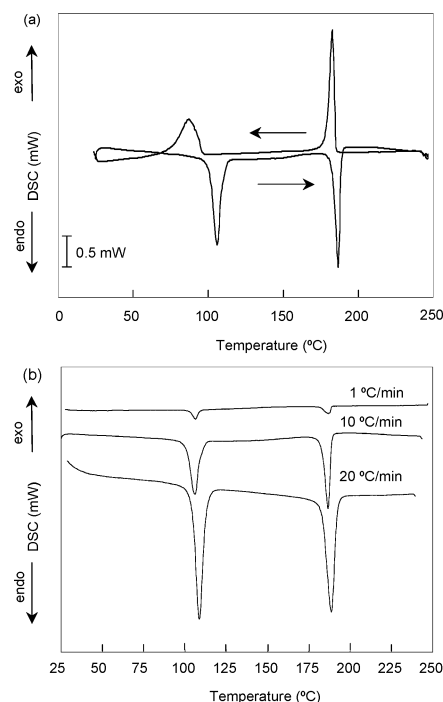 (a)
exo
DSC (mW)
endo
0.5 mW
0 50 100 150 200 250
Temperature (ºC)
(b)
exo
DSC (mW)
endo
1 ºC/min
10 ºC/min
20 ºC/min
25 50 75 100 125 150 175 200 225 250
Temperature (ºC)